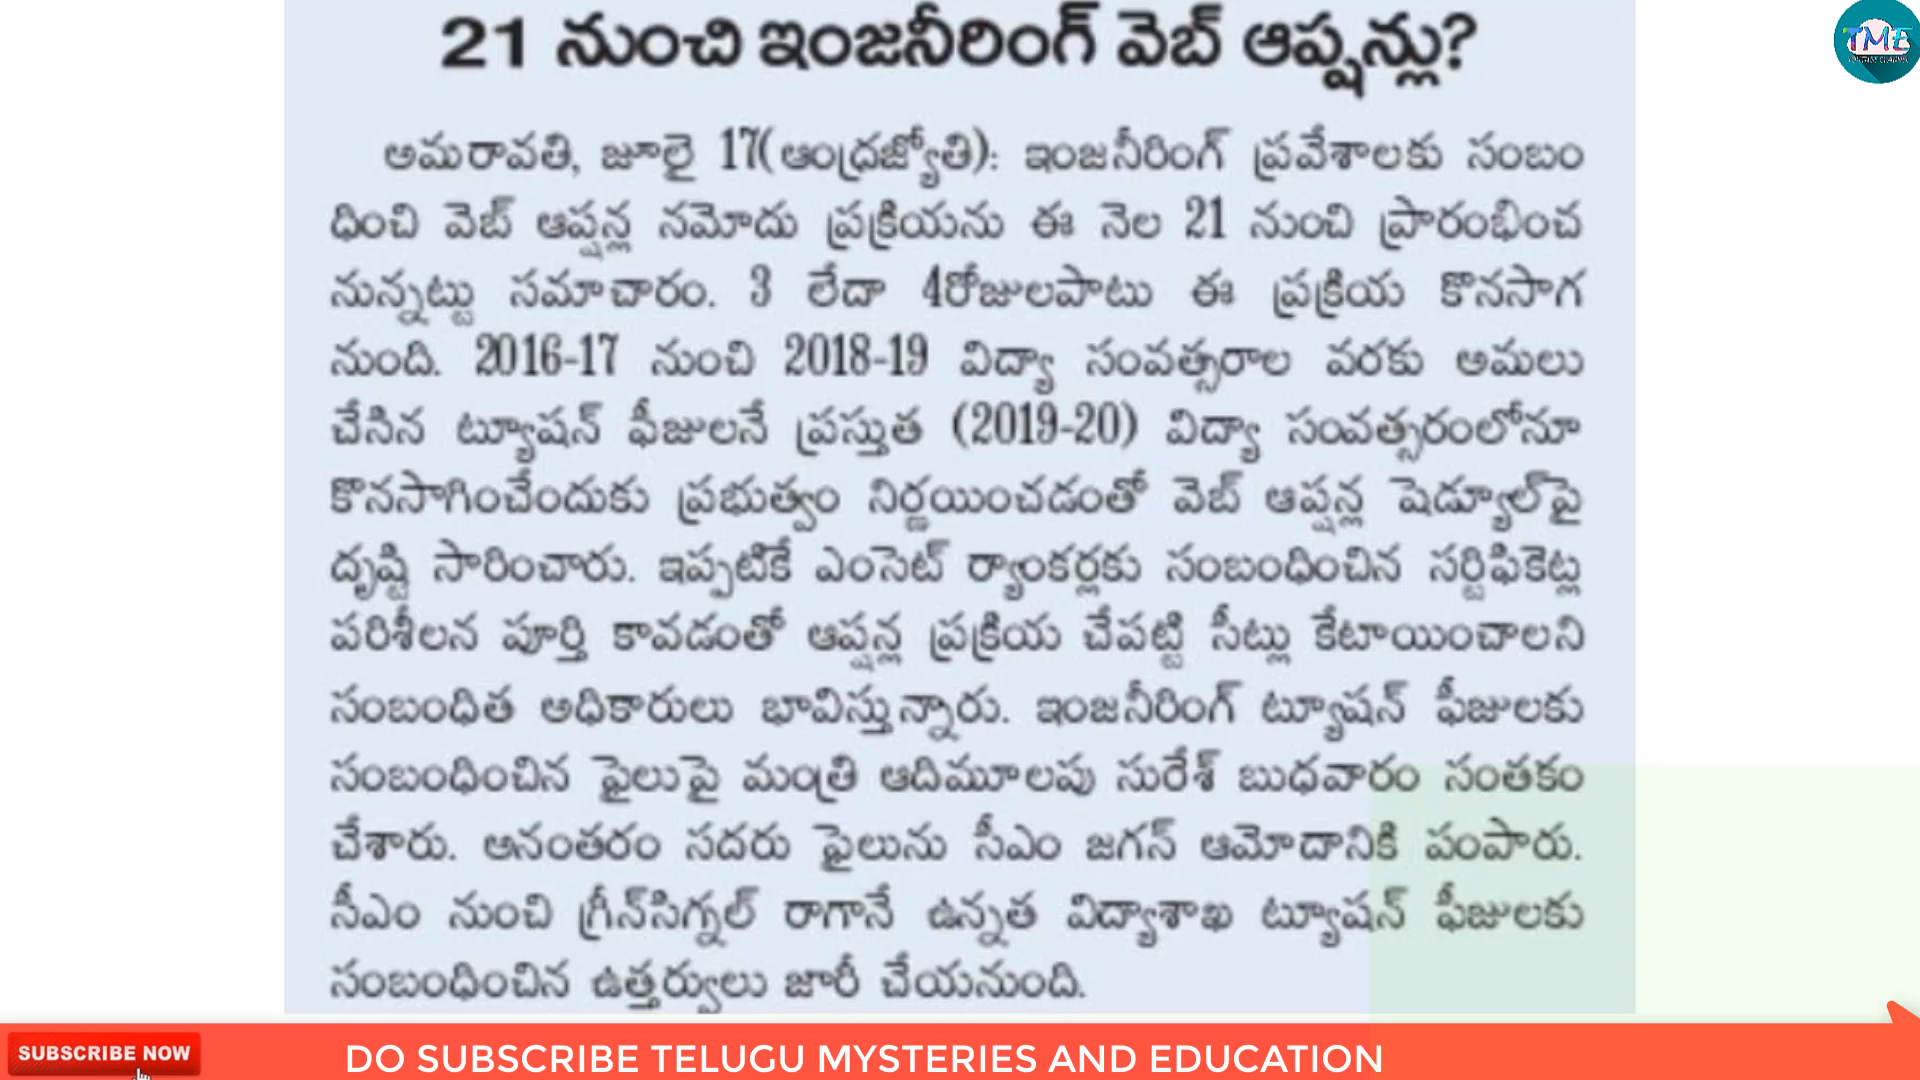 21 నుంచి ఇంజనీరింగ్ వెబ్ ఆప్షన్లు?
TME
YOUTUBE CHANNEL
అమరావతి, జూలై 17(ఆంధ్రజ్యోతి): ఇంజనీరింగ్ ప్రవేశాలకు సంబం
ధించి వెబ్ ఆప్షన్ల నమోదు ప్రక్రియను ఈ నెల 21 నుంచి ప్రారంభించ
నున్నట్టు సమాచారం. 3 లేదా 4రోజులపాటు ఈ ప్రక్రియ కొనసాగ
నుంది. 2016-17 నుంచి 2018-19 విద్యా సంవత్సరాల వరకు అమలు
చేసిన ట్యూషన్ ఫీజులనే ప్రస్తుత (2019-20) విద్యా సంవత్సరంలోనూ
కొనసాగించేందుకు ప్రభుత్వం నిర్ణయించడంతో వెబ్ ఆప్షన్ల షెడ్యూల్‌పై
దృష్టి సారించారు. ఇప్పటికే ఎంసెట్ ర్యాంకర్లకు సంబంధించిన సర్టిఫికెట్ల
పరిశీలన పూర్తి కావడంతో ఆప్షన్ల ప్రక్రియ చేపట్టి సీట్లు కేటాయించాలని
సంబంధిత అధికారులు భావిస్తున్నారు. ఇంజనీరింగ్ ట్యూషన్ ఫీజులకు
సంబంధించిన ఫైలుపై మంత్రి ఆదిమూలపు సురేశ్ బుధవారం సంతకం
చేశారు. అనంతరం సదరు ఫైలును సీఎం జగన్ ఆమోదానికి పంపారు.
సీఎం నుంచి గ్రీన్‌సిగ్నల్ రాగానే ఉన్నత విద్యాశాఖ ట్యూషన్ ఫీజులకు
సంబంధించిన ఉత్తర్వులు జారీ చేయనుంది.
SUBSCRIBE NOW
DO SUBSCRIBE TELUGU MYSTERIES AND EDUCATION